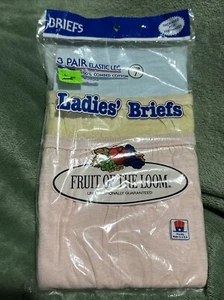 BRIEFS
3 PAIR ELASTIC LEG
100% COMBED COTTON
7
Ladies' Briefs
FRUIT OF THE LOOM®
UNCONDITIONALLY GUARANTEED